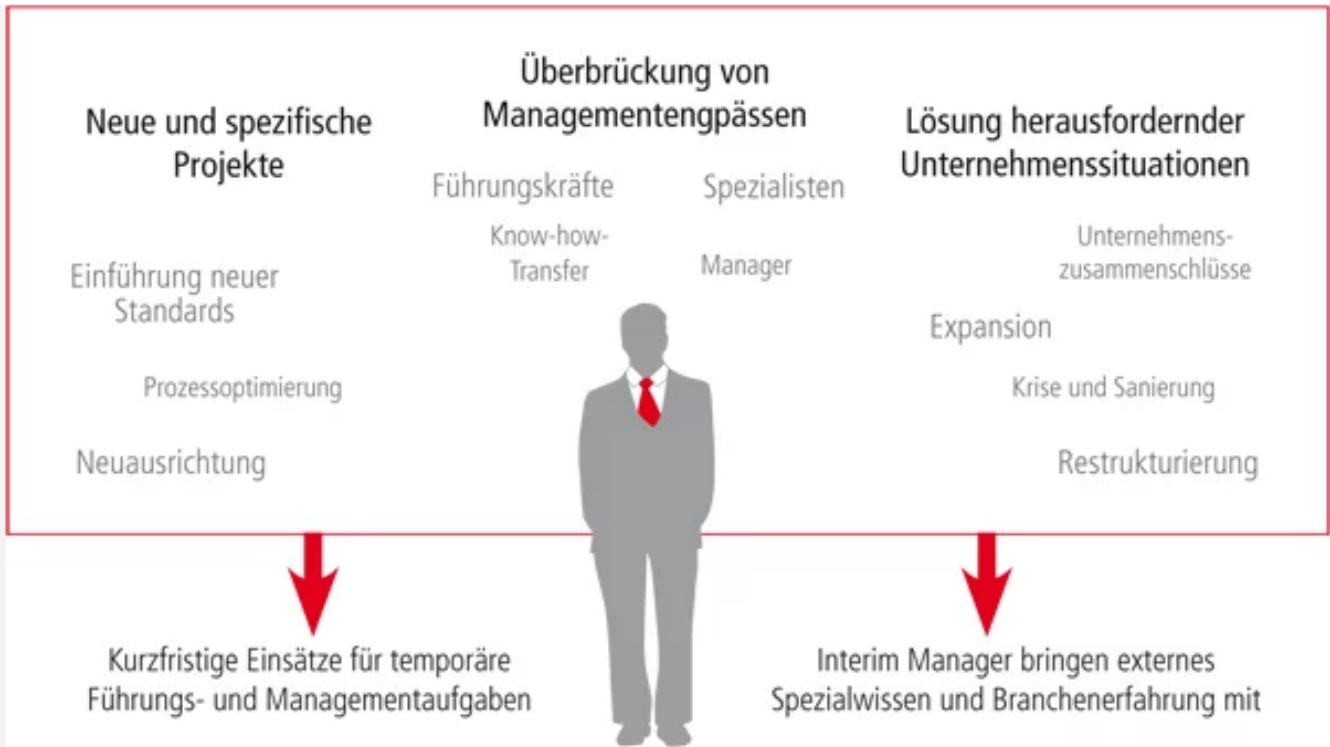 Neue und spezifische
Projekte
Einführung neuer
Standards
Prozessoptimierung
Neuausrichtung
Überbrückung von
Managementengpässen
Führungskräfte
Spezialisten
Know-how-
Transfer
Manager
Lösung herausfordernder
Unternehmenssituationen
Unternehmens-
zusammenschlüsse
Expansion
Krise und Sanierung
Restrukturierung
Kurzfristige Einsätze für temporäre
Führungs- und Managementaufgaben
Interim Manager bringen externes
Spezialwissen und Branchenerfahrung mit